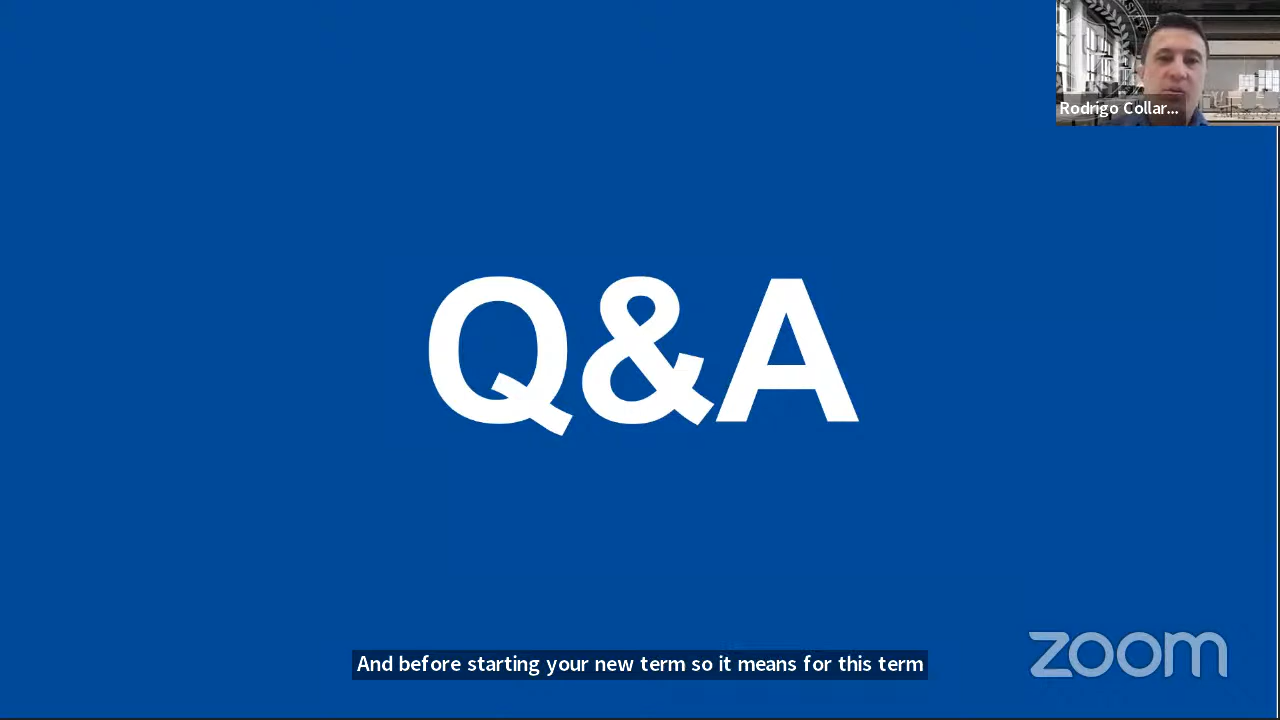 Rodrigo Collar...
Q&A
And before starting your new term so it means for this term
zoom